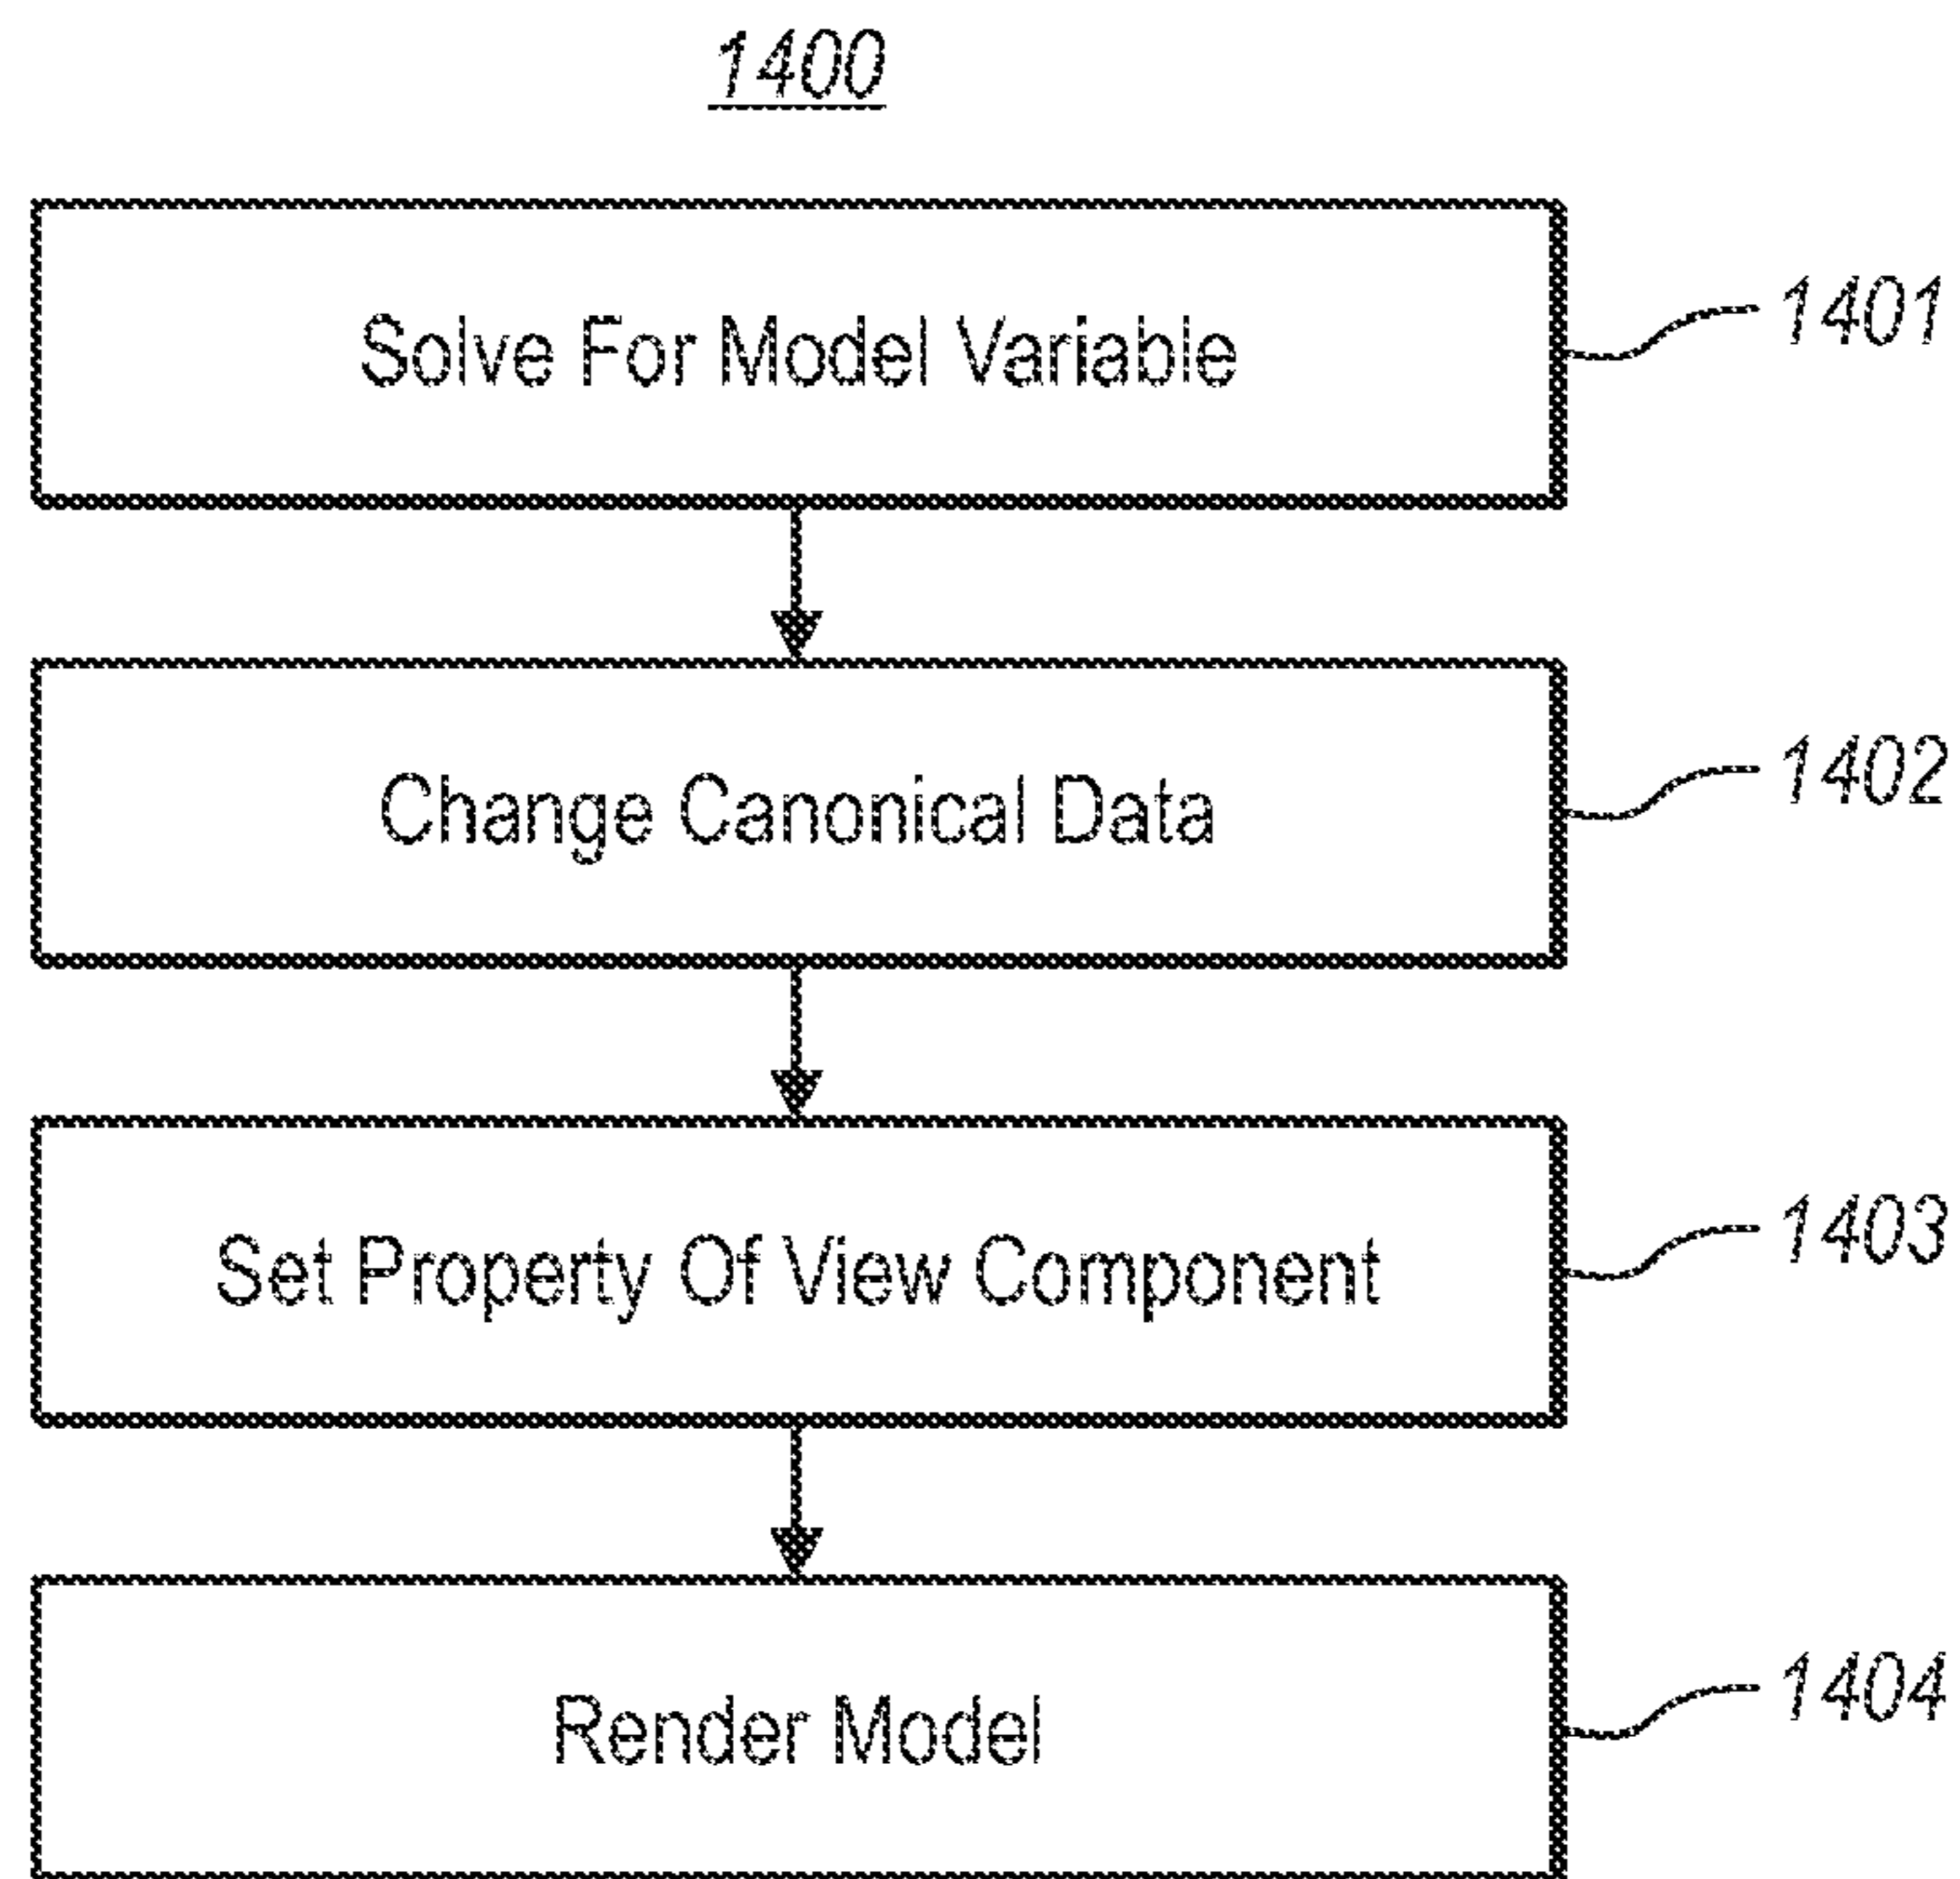 1400
Solve For Model Variable
1401
Change Canonical Data
1402
Set Property Of View Component
1403
Render Model
1404